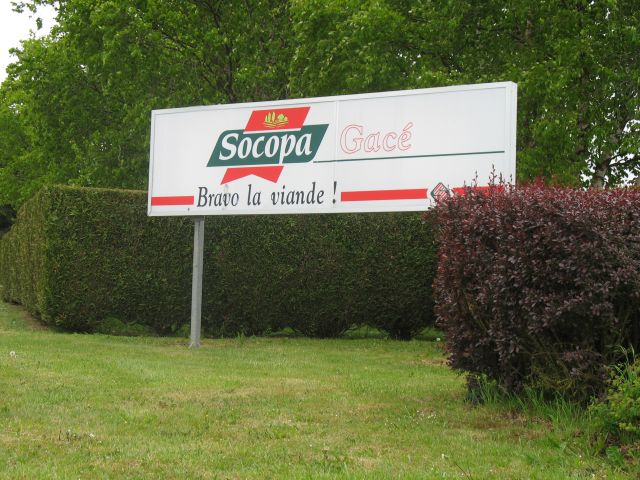 Socopa Gacé
Bravo la viande !